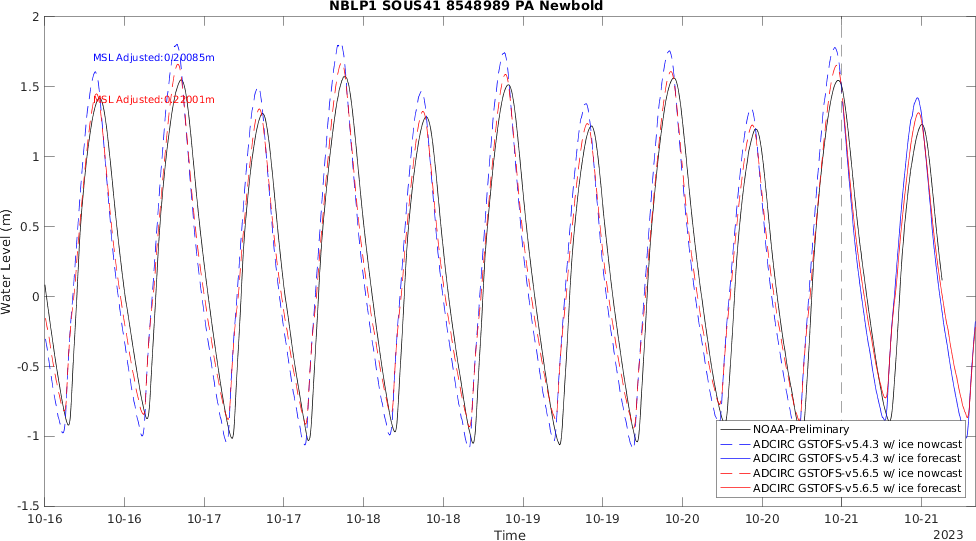 NBLP1 SOUS41 8548989 PA Newbold
2
1.5
1
0.5
0
-0.5
-1
-1.5
Water Level (m)
MSL Adjusted:0.20085m
MSL Adjusted:0.22001m
NOAA-Preliminary
ADCIRC GSTOFS-v5.4.3 w/ ice nowcast
ADCIRC GSTOFS-v5.4.3 w/ ice forecast
ADCIRC GSTOFS-v5.6.5 w/ ice nowcast
ADCIRC GSTOFS-v5.6.5 w/ ice forecast
10-16 10-16 10-17 10-17 10-18 10-18 10-19 10-19 10-20 10-20 10-21 10-21
Time
2023